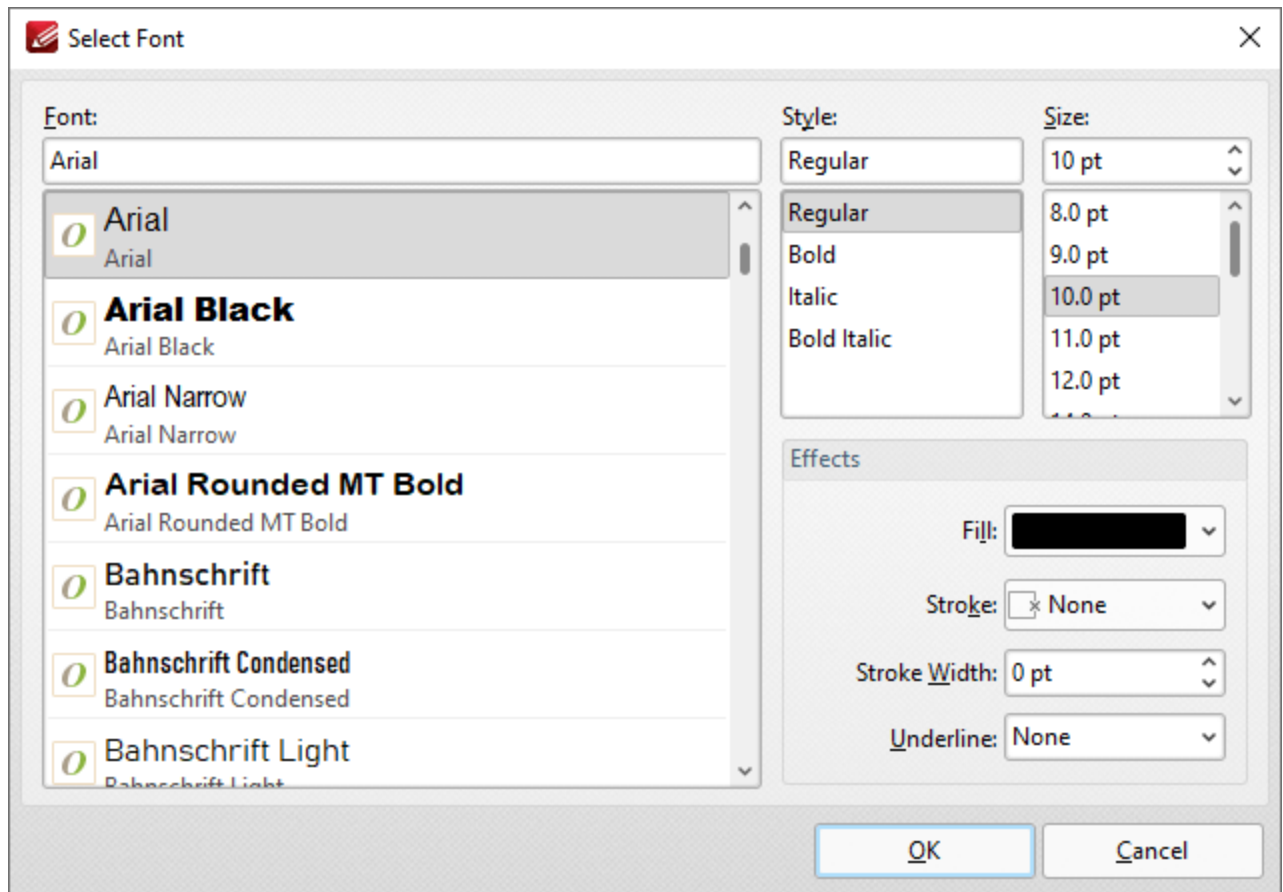 Select Font
Font:
Arial
Arial
Arial
Arial Black
Arial Black
Arial Narrow
Arial Narrow
Arial Rounded MT Bold
Arial Rounded MT Bold
Bahnschrift
Bahnschrift
Bahnschrift Condensed
Bahnschrift Condensed
Bahnschrift Light
Bahnschrift Light
Style:
Regular
Regular
Bold
Italic
Bold Italic
Size:
10 pt
8.0 pt
9.0 pt
10.0 pt
11.0 pt
12.0 pt
Effects
Fill:
Stroke: None
Stroke Width: 0 pt
Underline: None
OK
Cancel